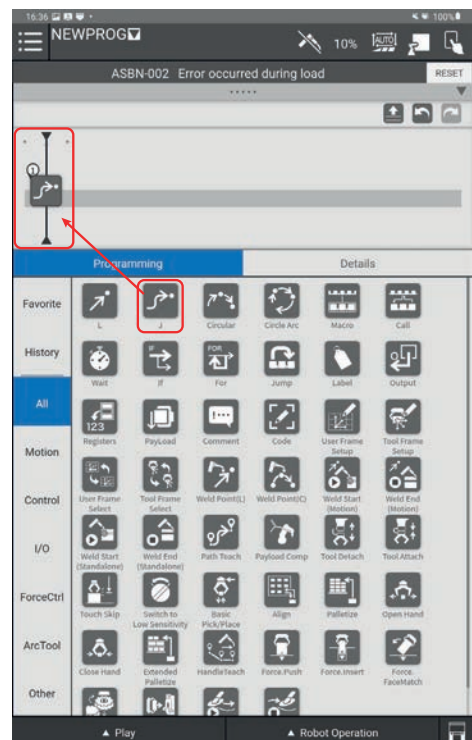 16:36
100%
NEWPROG
10%
AUTO
ASBN-002 Error occurred during load
RESET
1
Programming
Details
Favorite
History
All
Motion
Control
I/O
ForceCtrl
ArcTool
Other
L
J
Circular
Circle Arc
Macro
Call
Wait
IF
If
FOR
For
Jump
Label
Output
123
Registers
PayLoad
Comment
Code
User Frame
Setup
Tool Frame
Setup
User Frame
Select
Tool Frame
Select
Weld Point(L)
Weld Point(C)
Weld Start
(Motion)
Weld End
(Motion)
Weld Start
(Standalone)
Weld End
(Standalone)
Path Teach
Payload Comp
Tool Detach
Tool Attach
Touch Skip
Switch to
Low Sensitivity
Basic
Pick/Place
Align
Palletize
Open Hand
Close Hand
Extended
Palletize
HandleTeach
Force.Push
Force.Insert
Force.
FaceMatch
▲ Play
▲ Robot Operation